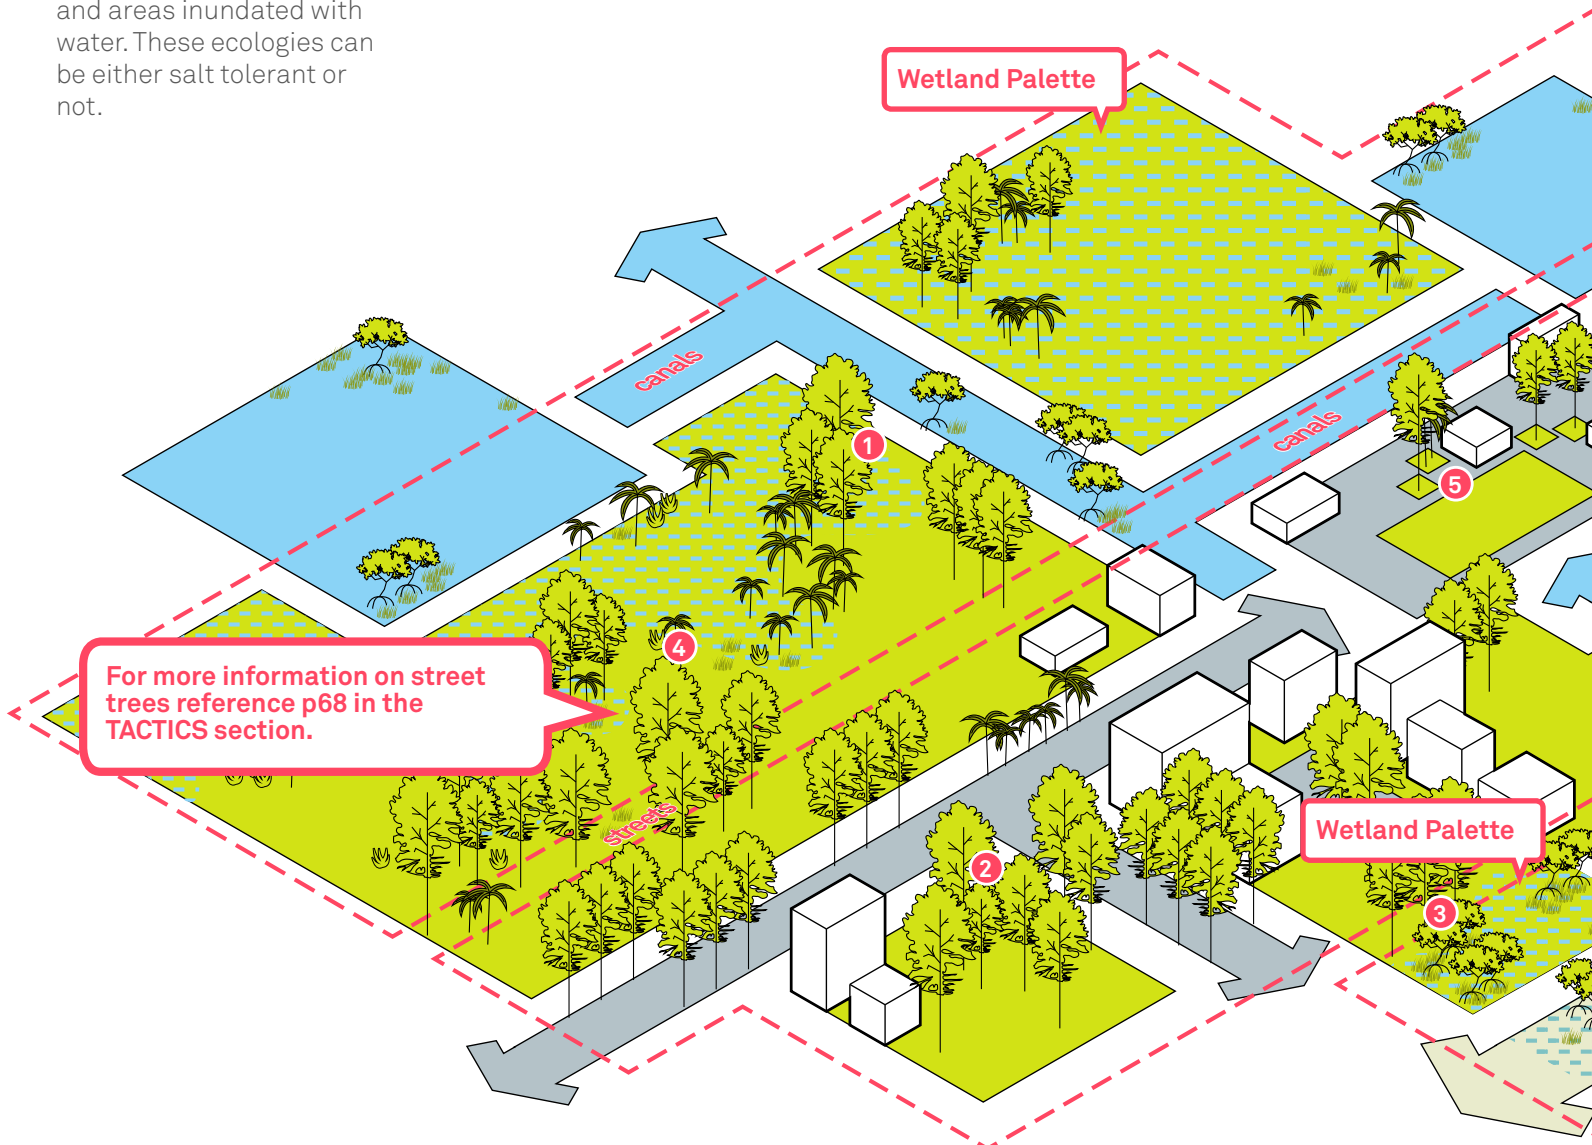 and areas inundated with
water. These ecologies can
be either salt tolerant or
not.
Wetland Palette
canals
canals
1
5
4
For more information on street
trees reference p68 in the
TACTICS section.
streets
2
Wetland Palette
3